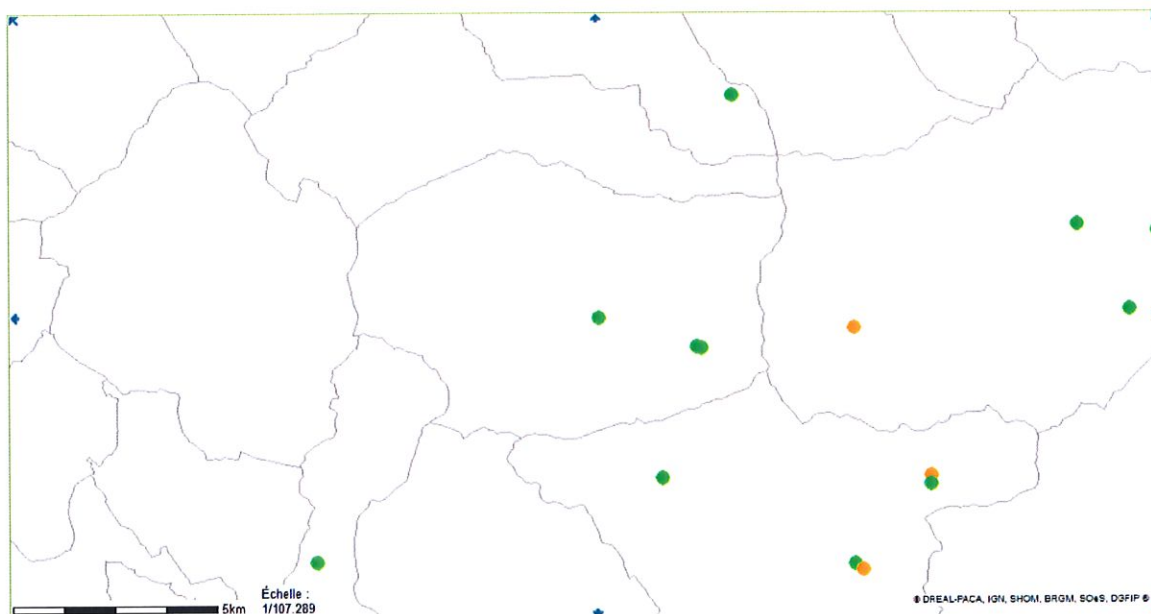 Échelle :
5km 1/107.289
© DREAL-PACA, IGN, SHOM, BRGM, SOeS, DGFIP ©